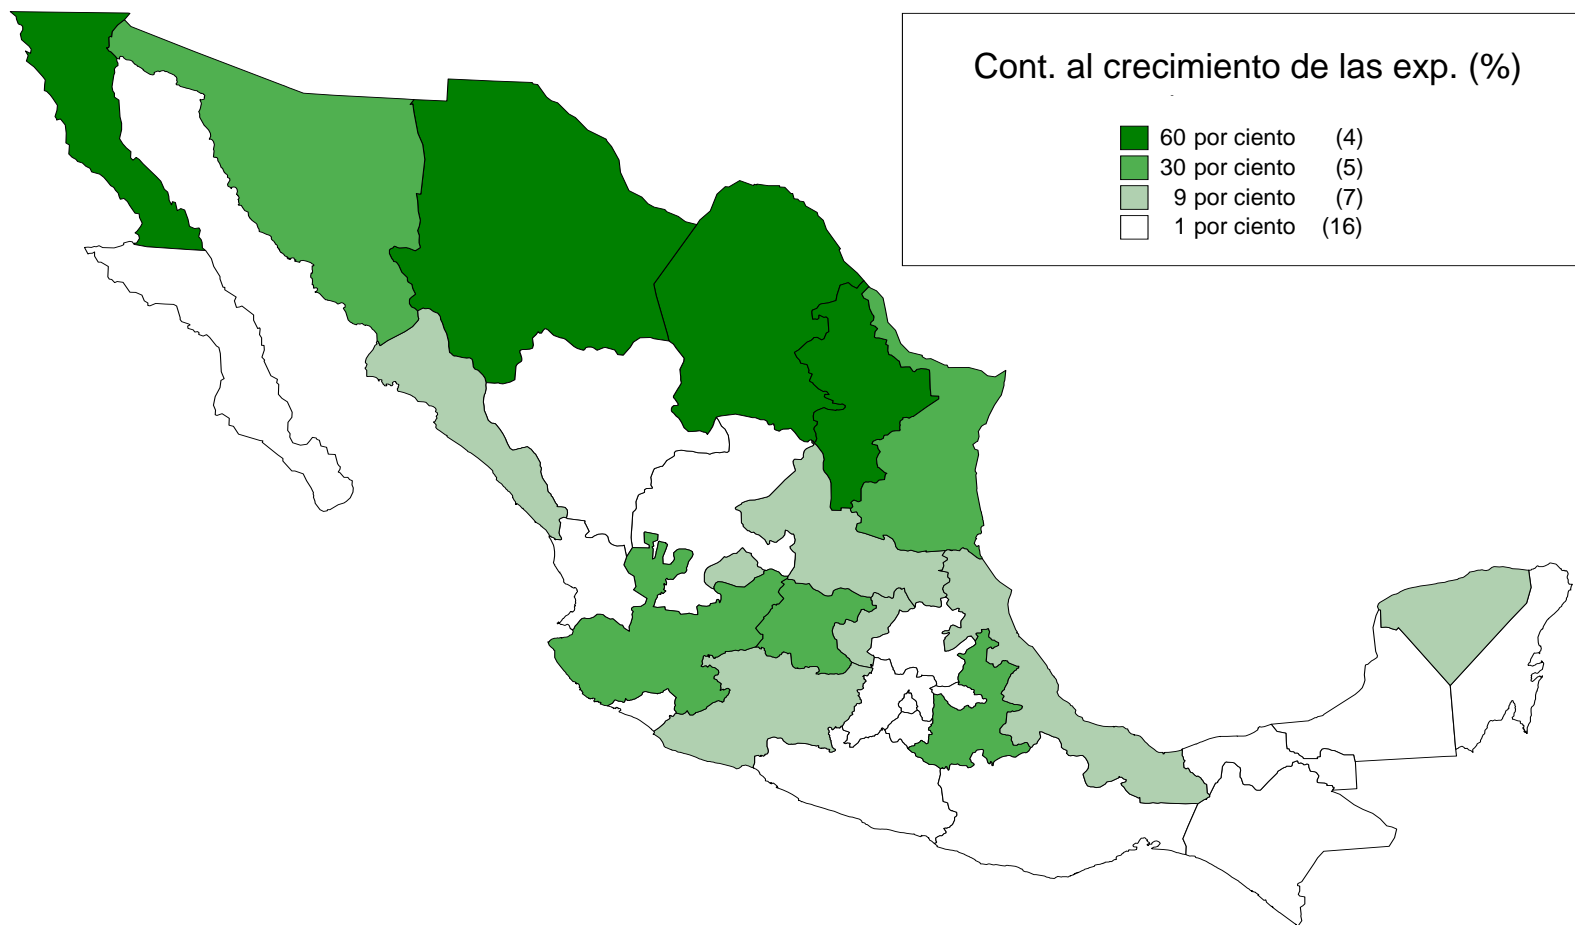 Cont. al crecimiento de las exp. (%)
60 por ciento (4)
30 por ciento (5)
9 por ciento (7)
1 por ciento (16)